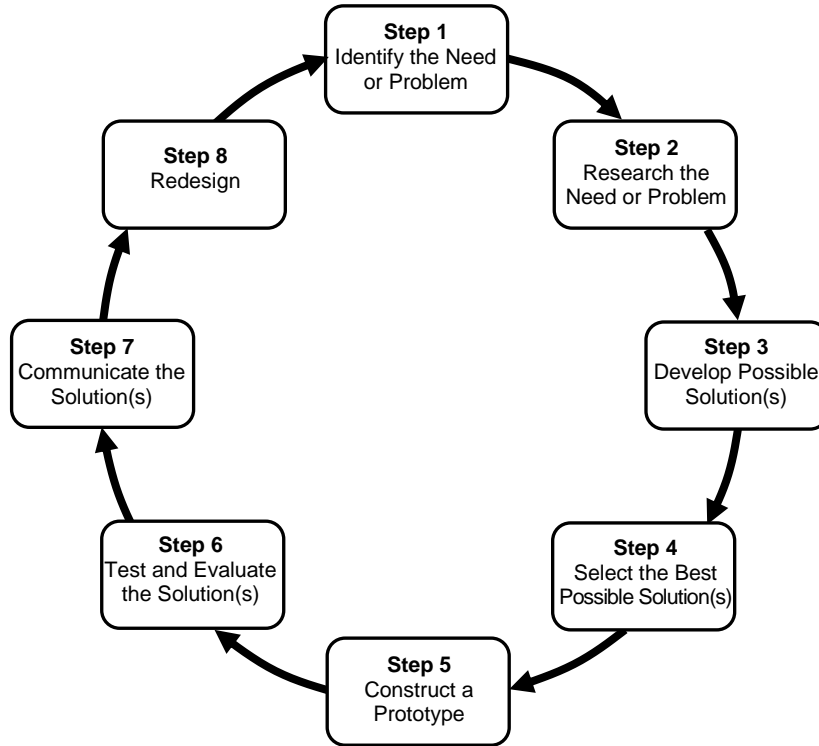 Step 1
Identify the Need
or Problem
Step 2
Research the
Need or Problem
Step 3
Develop Possible
Solution(s)
Step 4
Select the Best
Possible Solution(s)
Step 5
Construct a
Prototype
Step 6
Test and Evaluate
the Solution(s)
Step 7
Communicate the
Solution(s)
Step 8
Redesign